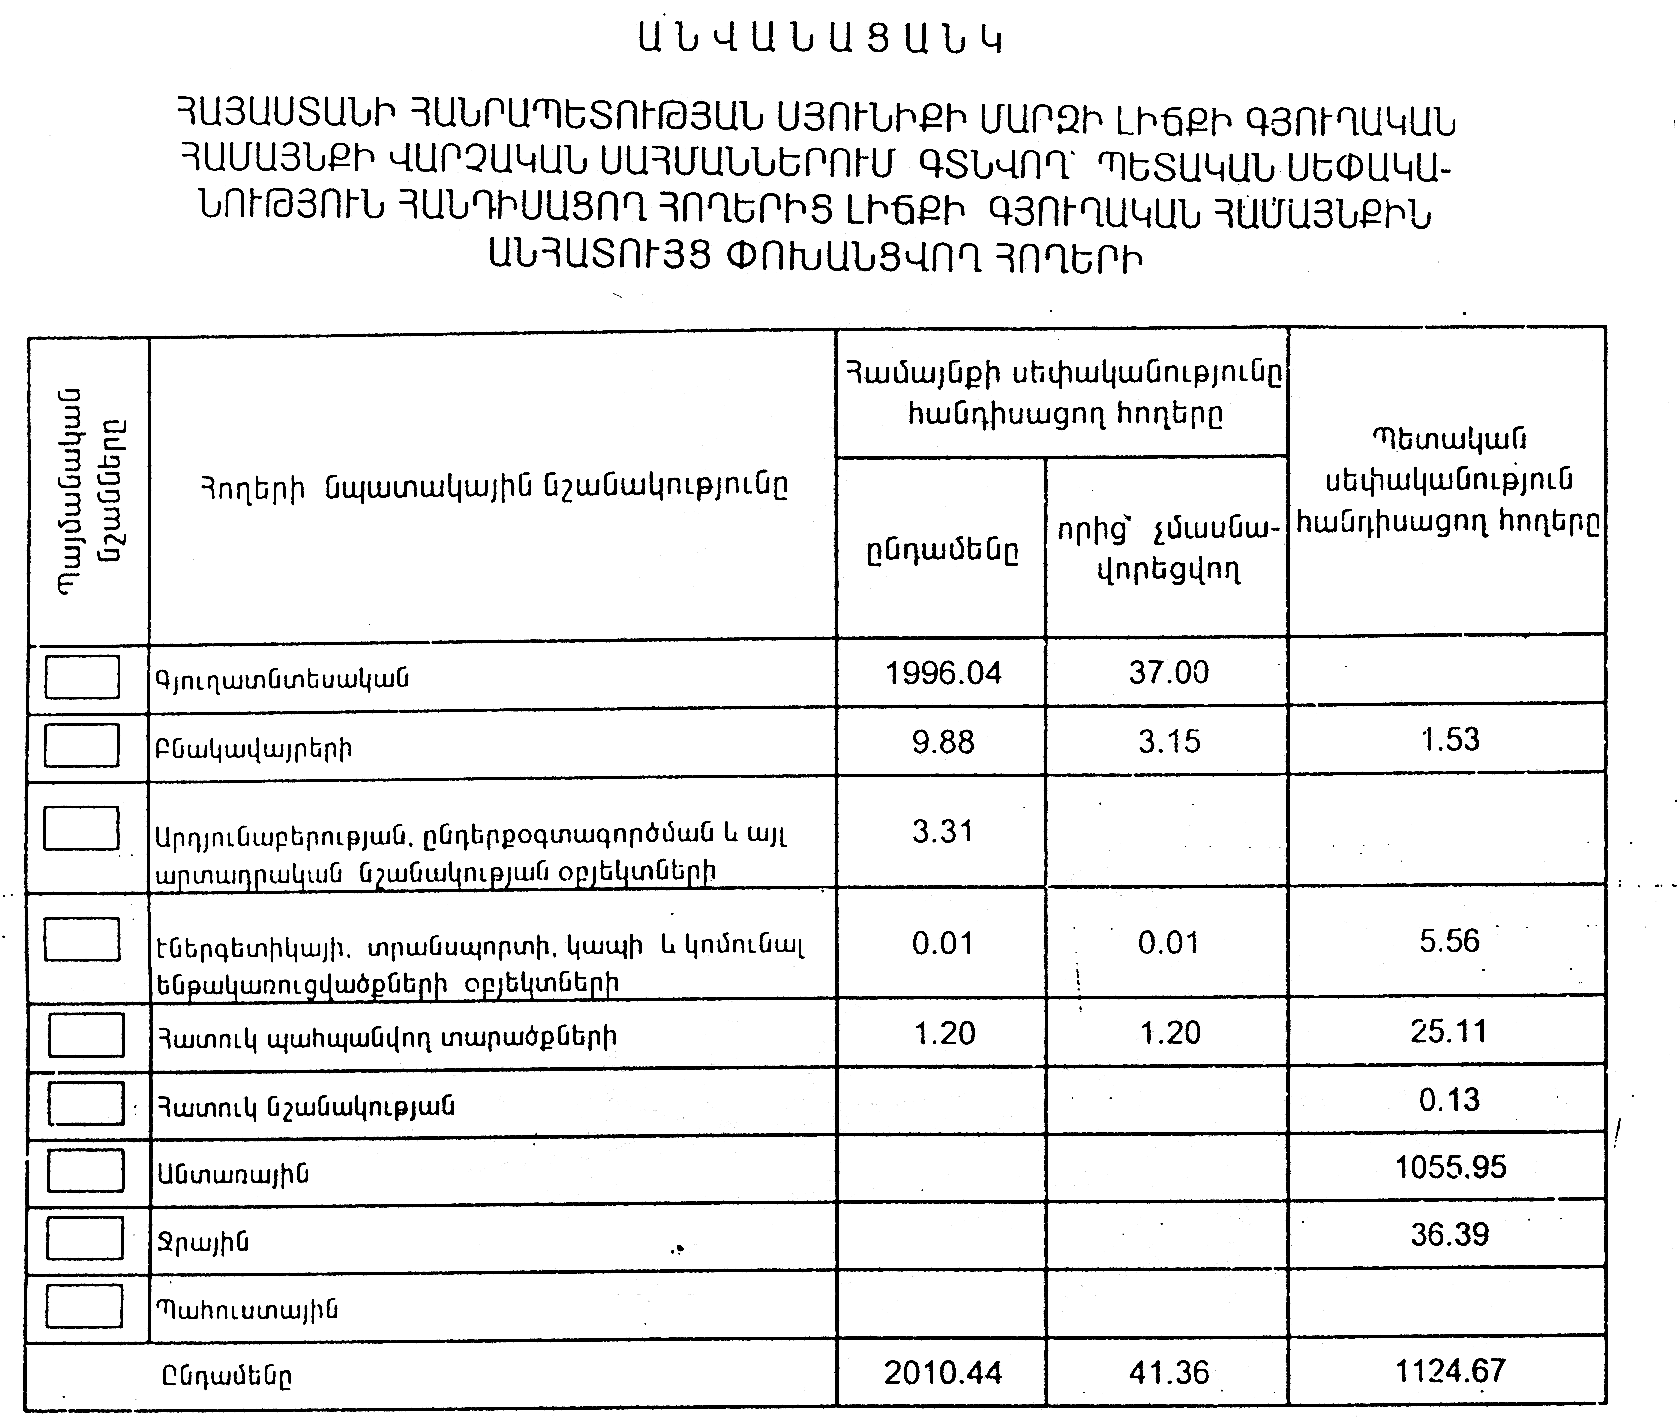 ԱՆՎԱՆԱՑԱՆԿ
ՀԱՅԱՍՏԱՆԻ ՀԱՆՐԱՊԵՏՈՒԹՅԱՆ ՍՅՈՒՆԻՔԻ ՄԱՐԶԻ ԼԻՃՔԻ ԳՅՈՒՂԱԿԱՆ
ՀԱՄԱՅՆՔԻ ՎԱՐՉԱԿԱՆ ՍԱՀՄԱՆՆԵՐՈՒՄ ԳՏՆՎՈՂ՝ ՊԵՏԱԿԱՆ ՍԵՓԱԿԱ-
ՆՈՒԹՅՈՒՆ ՀԱՆԴԻՍԱՑՈՂ ՀՈՂԵՐԻՑ ԼԻՃՔԻ ԳՅՈՒՂԱԿԱՆ ՀԱՄԱՅՆՔԻՆ
ԱՆՀԱՏՈՒՅՑ ՓՈԽԱՆՑՎՈՂ ՀՈՂԵՐԻ
Պայմանական
նշանները
Հողերի նպատակային նշանակությունը
Համայնքի սեփականությունը
հանդիսացող հողերը
ընդամենը
որից՝ չմասնա-
վորեցվող
Պետական
սեփականություն
հանդիսացող հողերը
Գյուղատնտեսական 1996.04 37.00
Բնակավայրերի 9.88 3.15 1.53
Արդյունաբերության, ընդերքօգտագործման և այլ 3.31
արտադրական նշանակության օբյեկտների
էներգետիկայի, տրանսպորտի, կապի և կոմունալ 0.01 0.01 5.56
ենթակառուցվածքների օբյեկտների
Հատուկ պահպանվող տարածքների 1.20 1.20 25.11
Հատուկ նշանակության 0.13
Անտառային 1055.95
Ջրային 36.39
Պահուստային
Ընդամենը 2010.44 41.36 1124.67